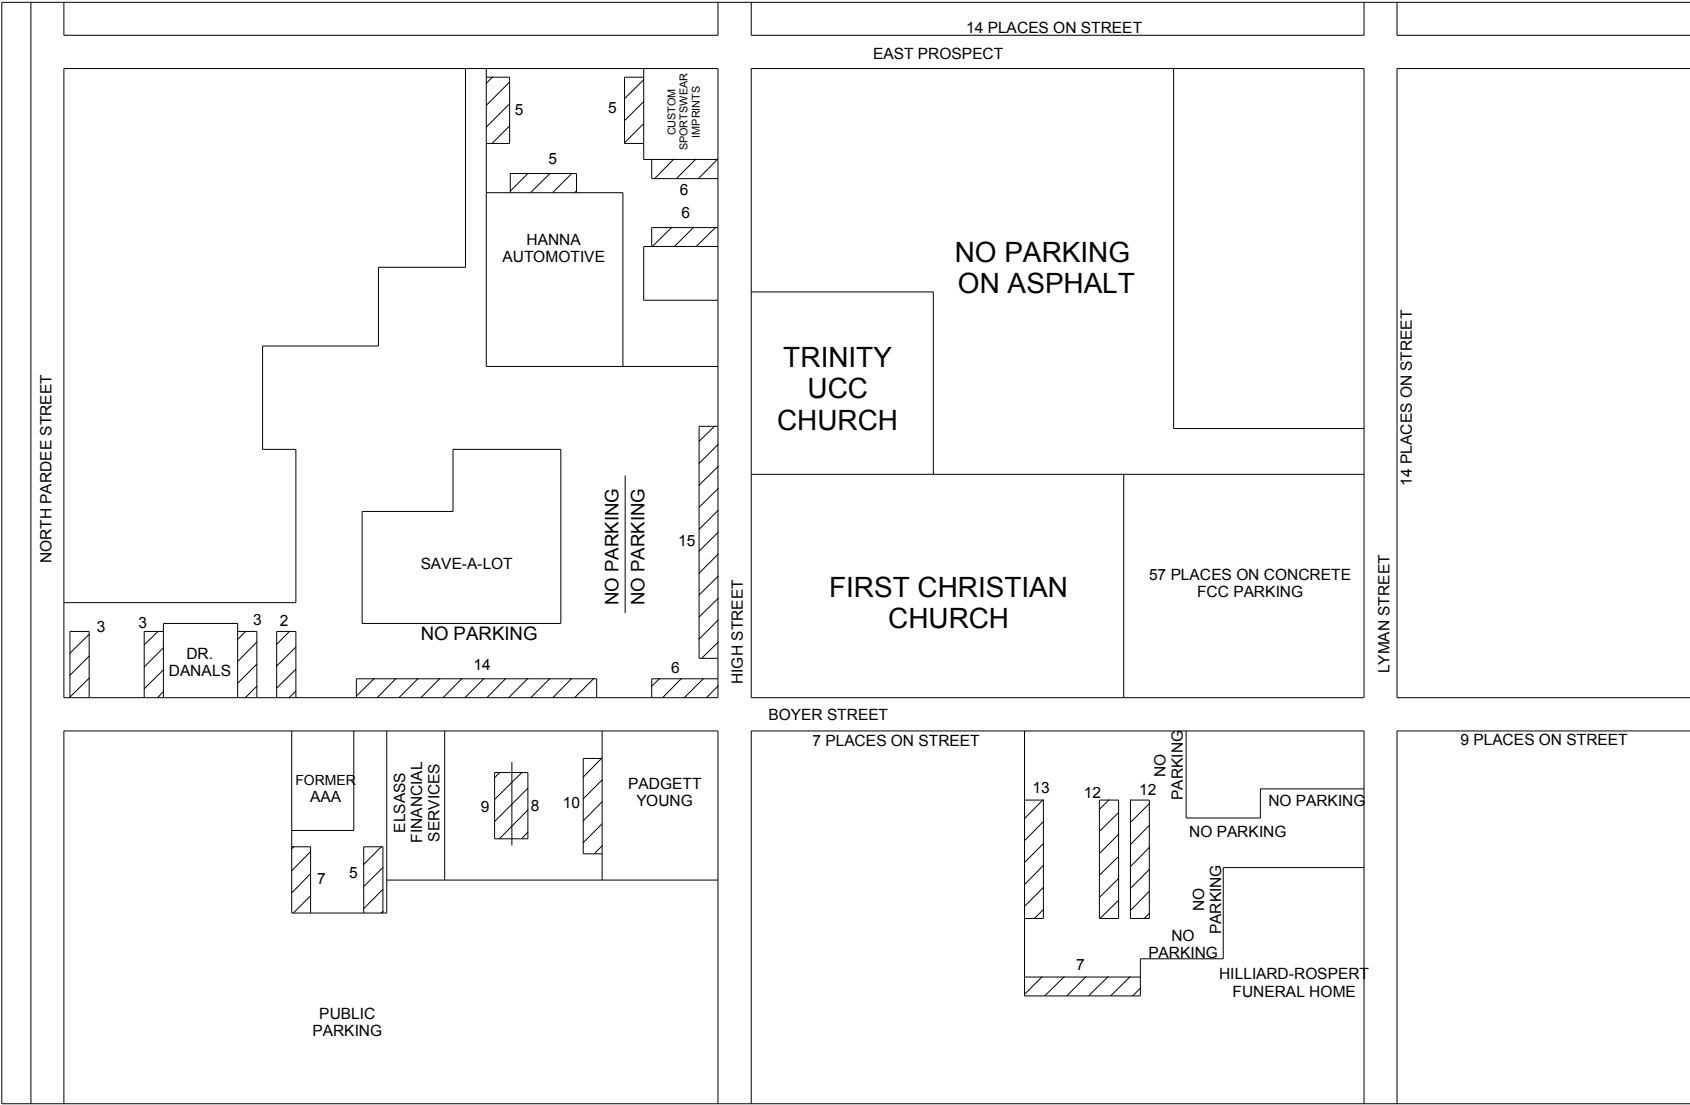 14 PLACES ON STREET
EAST PROSPECT
5
5
CUSTOM
SPORTSWEAR
IMPRINTS
5
6
6
HANNA
AUTOMOTIVE
NO PARKING
ON ASPHALT
TRINITY
UCC
CHURCH
14 PLACES ON STREET
NORTH PARDEE STREET
SAVE-A-LOT
NO PARKING
NO PARKING
15
HIGH STREET
FIRST CHRISTIAN
CHURCH
57 PLACES ON CONCRETE
FCC PARKING
LYMAN STREET
3
3
3
2
DR.
DANALS
NO PARKING
14
6
BOYER STREET
7 PLACES ON STREET
9 PLACES ON STREET
FORMER
AAA
ELSASS
FINANCIAL
SERVICES
9
8
10
PADGETT
YOUNG
7
5
13
12
12
NO
PARKING
NO PARKING
NO PARKING
NO
PARKING
NO
PARKING
7
HILLIARD-ROSPERT
FUNERAL HOME
PUBLIC
PARKING